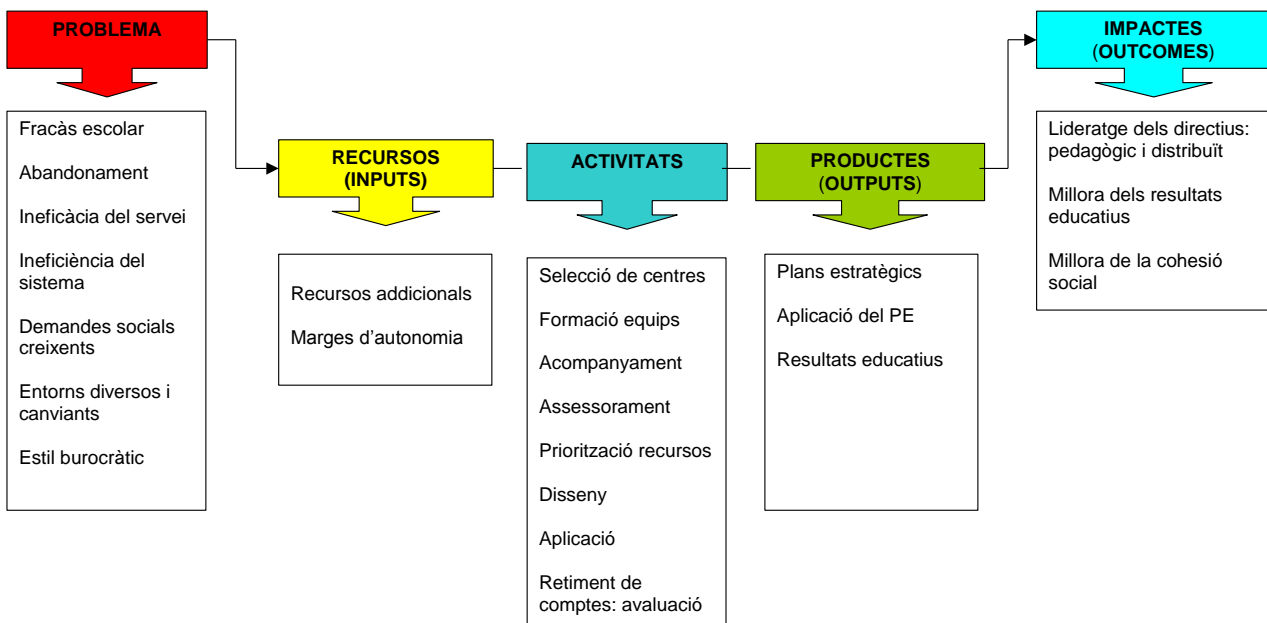 PROBLEMA
Fracàs escolar
Abandonament
Ineficàcia del servei
Ineficiència del
sistema
Demandes socials
creixents
Entorns diversos i
canviants
Estil burocràtic
RECURSOS
(INPUTS)
Recursos addicionals
Marges d’autonomia
ACTIVITATS
Selecció de centres
Formació equips
Acompanyament
Assessorament
Priorització recursos
Disseny
Aplicació
Retiment de
comptes: avaluació
PRODUCTES
(OUTPUTS)
Plans estratègics
Aplicació del PE
Resultats educatius
IMPACTES
(OUTCOMES)
Lideratge dels directius:
pedagògic i distribuït
Millora dels resultats
educatius
Millora de la cohesió
social